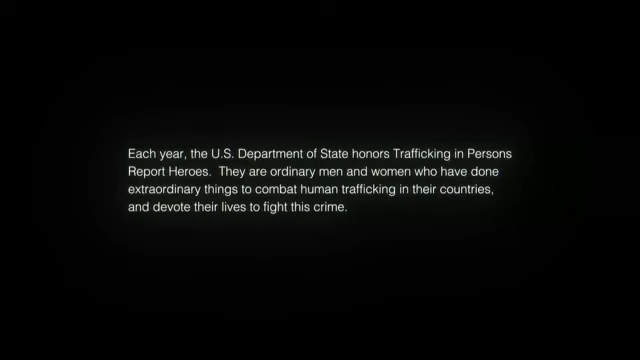 Each year, the U.S. Department of State honors Trafficking in Persons
Report Heroes.  They are ordinary men and women who have done
extraordinary things to combat human trafficking in their countries,
and devote their lives to fight this crime.